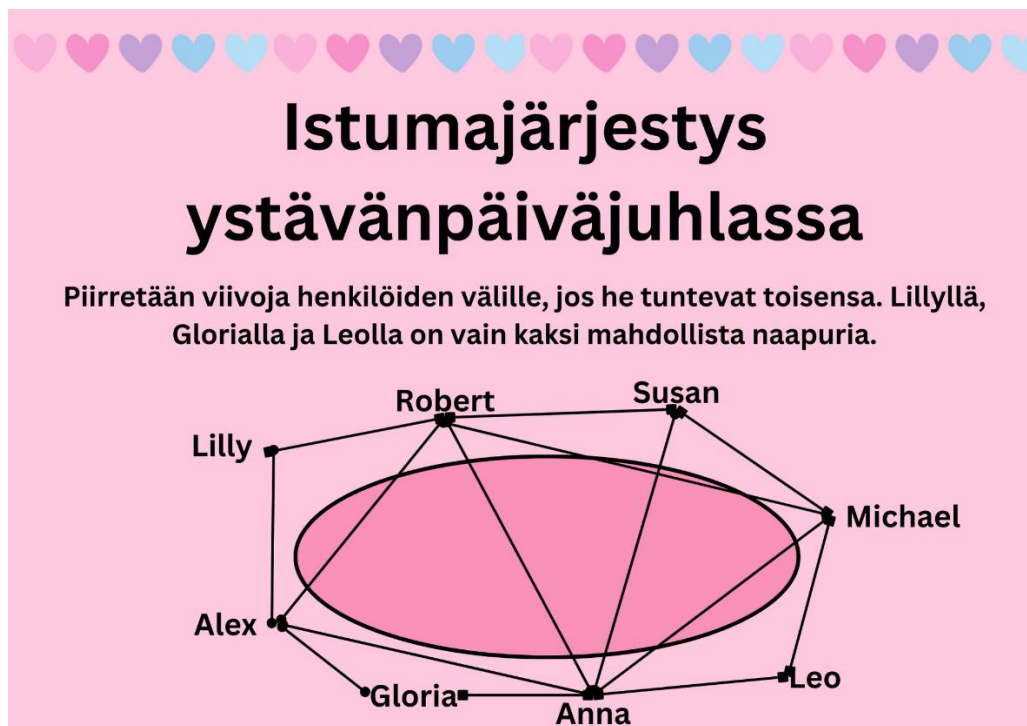 Istumajärjestys
ystävänpäiväjuhlassa
Piirretään viivoja henkilöiden välille, jos he tuntevat toisensa. Lillyllä,
Glorialla ja Leolla on vain kaksi mahdollista naapuria.
Robert
Susan
Lilly
Michael
Alex
Gloria
Leo
Anna